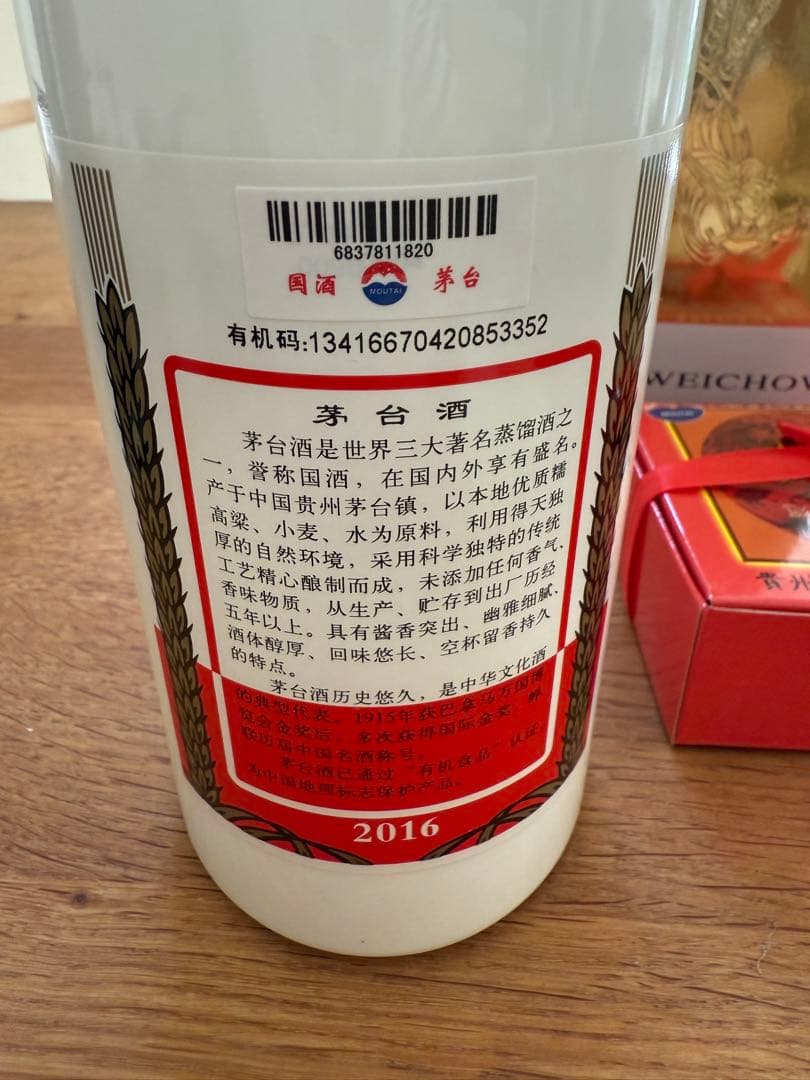 6837811820
国酒 MOUTAI 茅台
有机码:13416670420853352
茅台酒
茅台酒是世界三大著名蒸馏酒之
一，誉称国酒，在国内外享有盛名。
产于中国贵州茅台镇，以本地优质糯
高粱、小麦、水为原料，利用得天独
厚的自然环境，采用科学独特的传统
工艺精心酿制而成，未添加任何香气、
香味物质，从生产、贮存到出厂历经
五年以上。具有酱香突出、幽雅细腻、
酒体醇厚、回味悠长、空杯留香持久
的特点。
茅台酒历史悠久，是中华文化酒
的典型代表。1915年获巴拿马万国博
览会金奖后，多次获得国际金奖，蝉
联历届中国名酒称号。
茅台酒已通过“有机食品”认证，
为中国地理标志保护产品。
2016
WEICHOW
MOUTAI
贵州